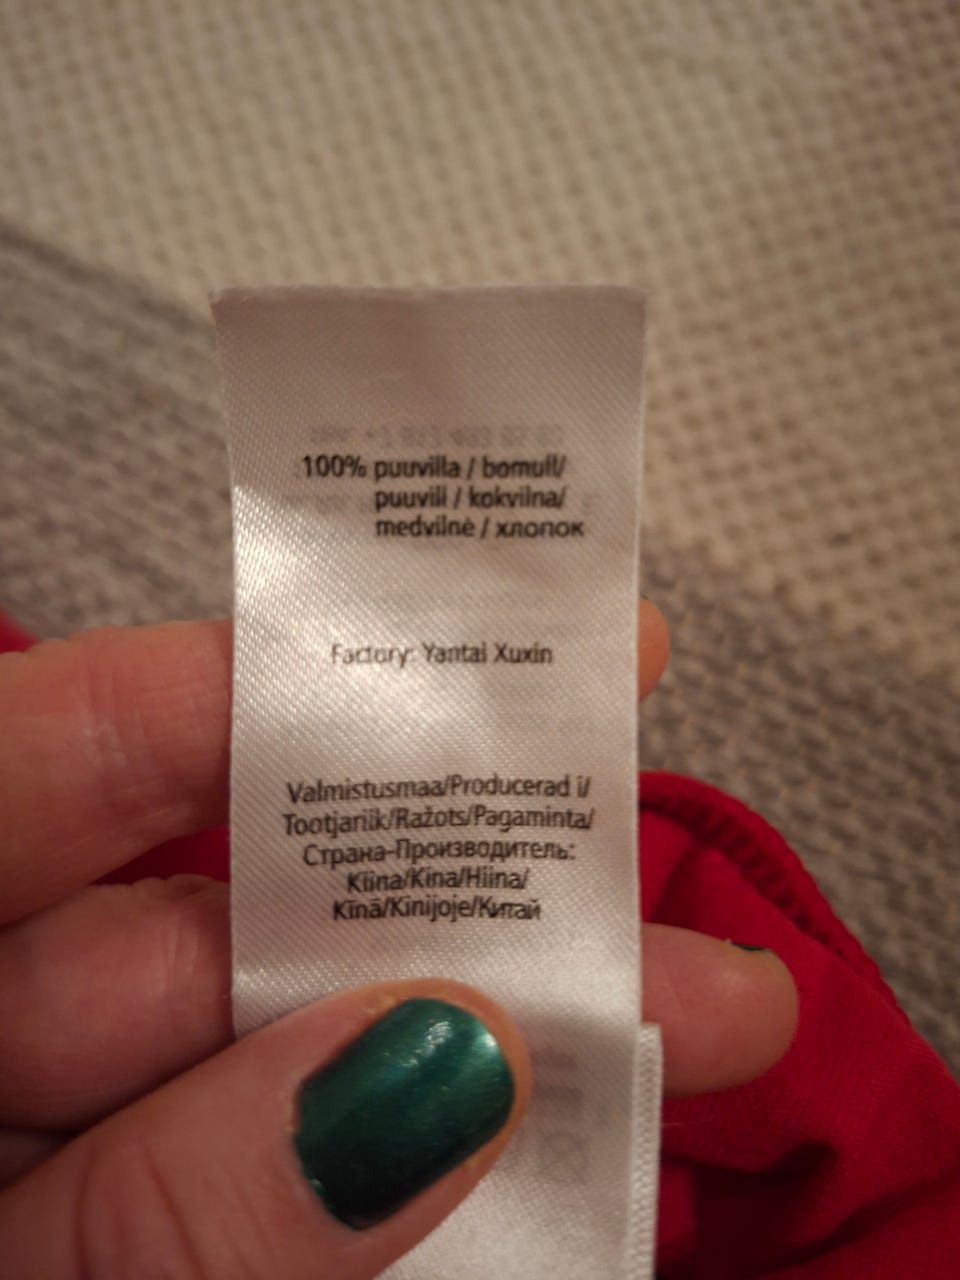 100% puuvilla / bomull/
puuvill / kokvilna/
medvilnė / хлопок
Factory: Yantai Xuxin
Valmistusmaa/Producerad i/
Tootjariik/Ražots/Pagaminta/
Страна-Производитель:
Kiina/Kina/Hiina/
Ķīnā/Kinijoje/Китай